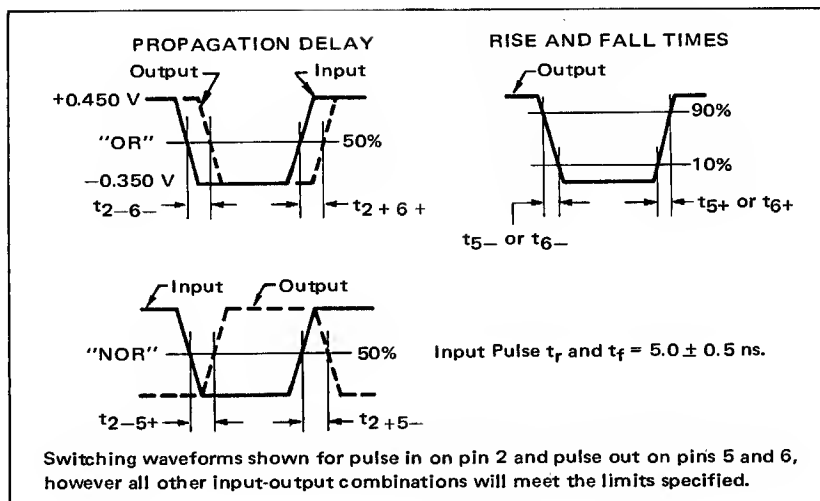 PROPAGATION DELAY
Output
Input
+0.450 V
"OR"
50%
−0.350 V
t2−6−
t2 + 6 +
RISE AND FALL TIMES
Output
90%
10%
t5+ or t6+
t5− or t6−
Input
Output
"NOR"
50%
t2−5+
t2 +5−
Input Pulse tr and tf = 5.0 ± 0.5 ns.
Switching waveforms shown for pulse in on pin 2 and pulse out on pins 5 and 6,
however all other input-output combinations will meet the limits specified.